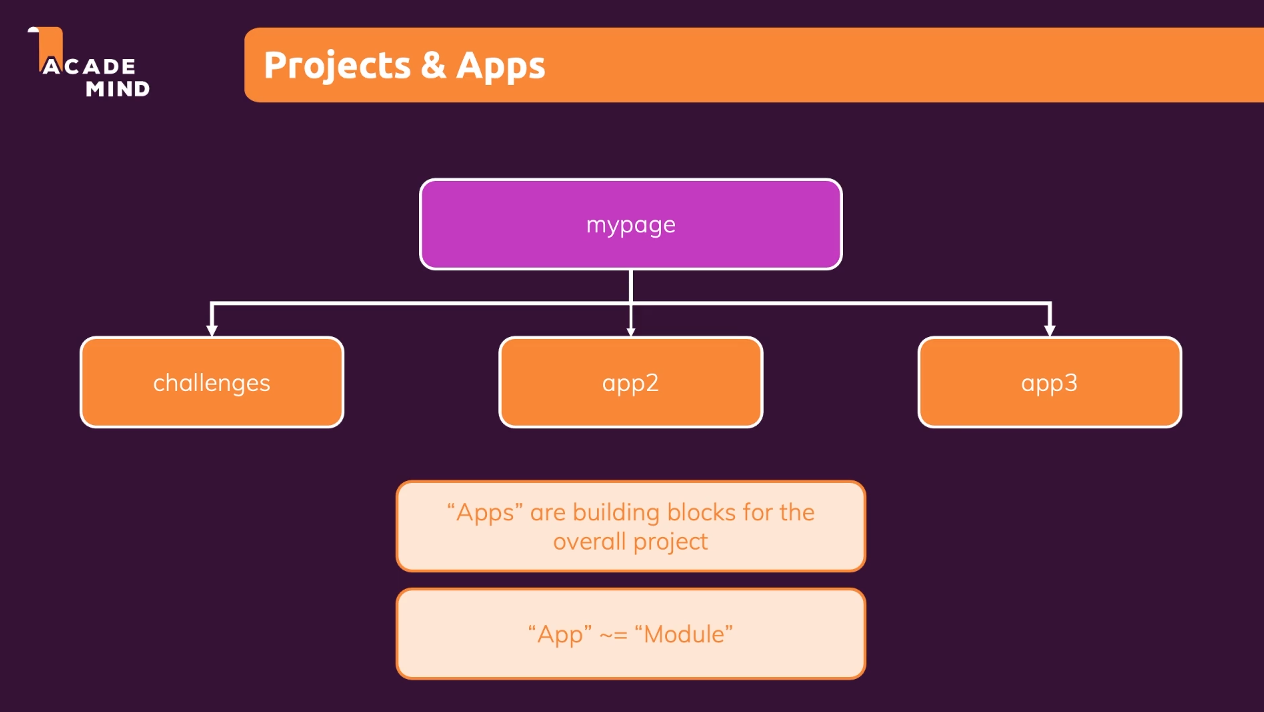 ACADE
MIND
Projects & Apps
mypage
challenges
app2
app3
“Apps” are building blocks for the
overall project
“App” ~= “Module”